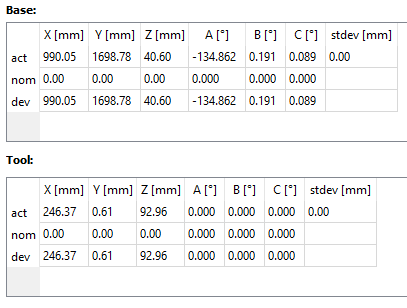 Base:
X [mm] Y [mm] Z [mm] A [°] B [°] C [°] stdev [mm]
act 990.05 1698.78 40.60 -134.862 0.191 0.089 0.00
nom 0.00 0.00 0.00 0.000 0.000 0.000
dev 990.05 1698.78 40.60 -134.862 0.191 0.089
Tool:
X [mm] Y [mm] Z [mm] A [°] B [°] C [°] stdev [mm]
act 246.37 0.61 92.96 0.000 0.000 0.000 0.00
nom 0.00 0.00 0.00 0.000 0.000 0.000
dev 246.37 0.61 92.96 0.000 0.000 0.000